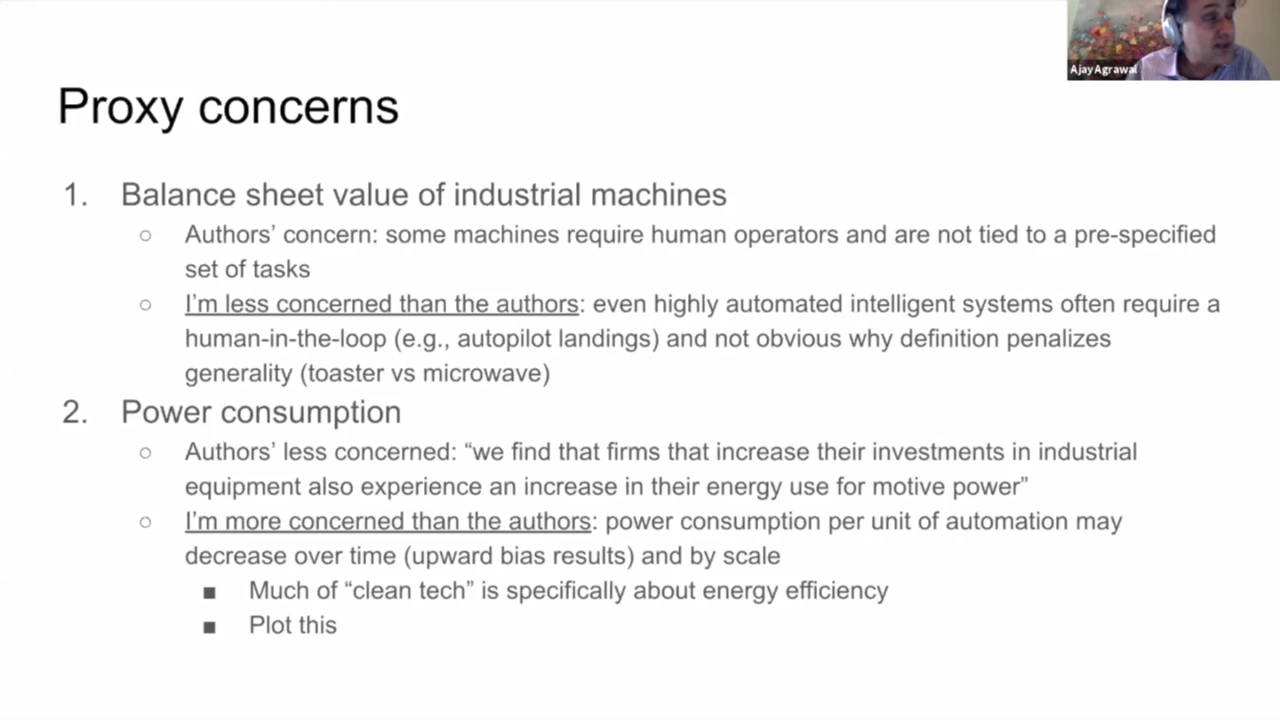 Ajay Agrawal
Proxy concerns
1. Balance sheet value of industrial machines
○ Authors’ concern: some machines require human operators and are not tied to a pre-specified
set of tasks
○ I’m less concerned than the authors: even highly automated intelligent systems often require a
human-in-the-loop (e.g., autopilot landings) and not obvious why definition penalizes
generality (toaster vs microwave)
2. Power consumption
○ Authors’ less concerned: “we find that firms that increase their investments in industrial
equipment also experience an increase in their energy use for motive power”
○ I’m more concerned than the authors: power consumption per unit of automation may
decrease over time (upward bias results) and by scale
■ Much of “clean tech” is specifically about energy efficiency
■ Plot this